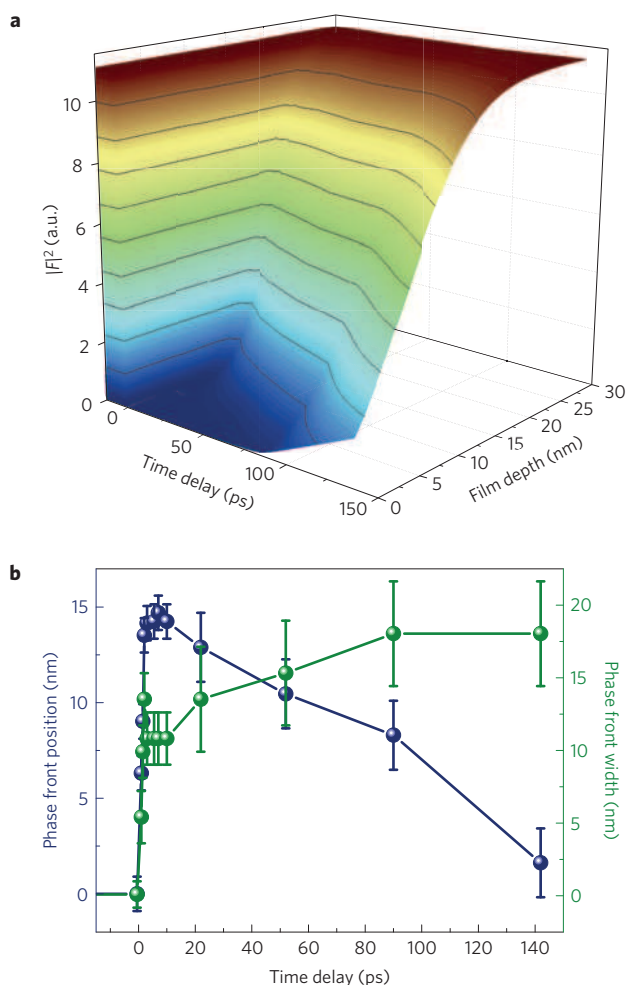 a
10
8
6
4
2
0
|F|² (a.u.)
0
50
100
150
Time delay (ps)
0
5
10
15
20
25
30
Film depth (nm)
b
15
10
5
0
Phase front position (nm)
20
15
10
5
0
Phase front width (nm)
0 20 40 60 80 100 120 140
Time delay (ps)